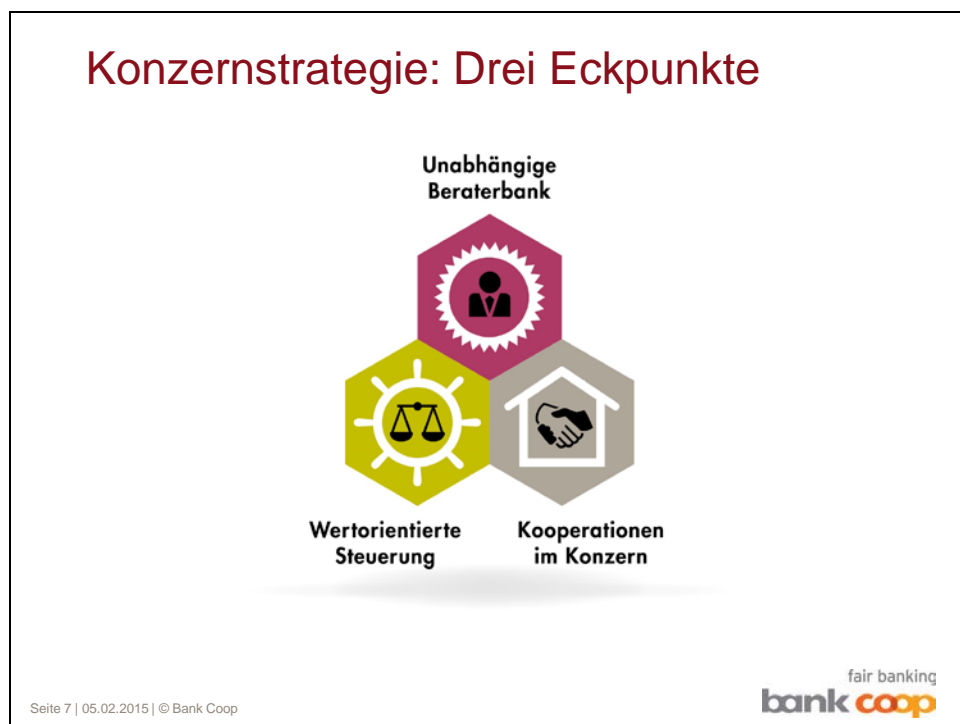 Konzernstrategie: Drei Eckpunkte
Unabhängige
Beraterbank
Wertorientierte
Steuerung
Kooperationen
im Konzern
Seite 7 | 05.02.2015 | © Bank Coop
fair banking
bank coop